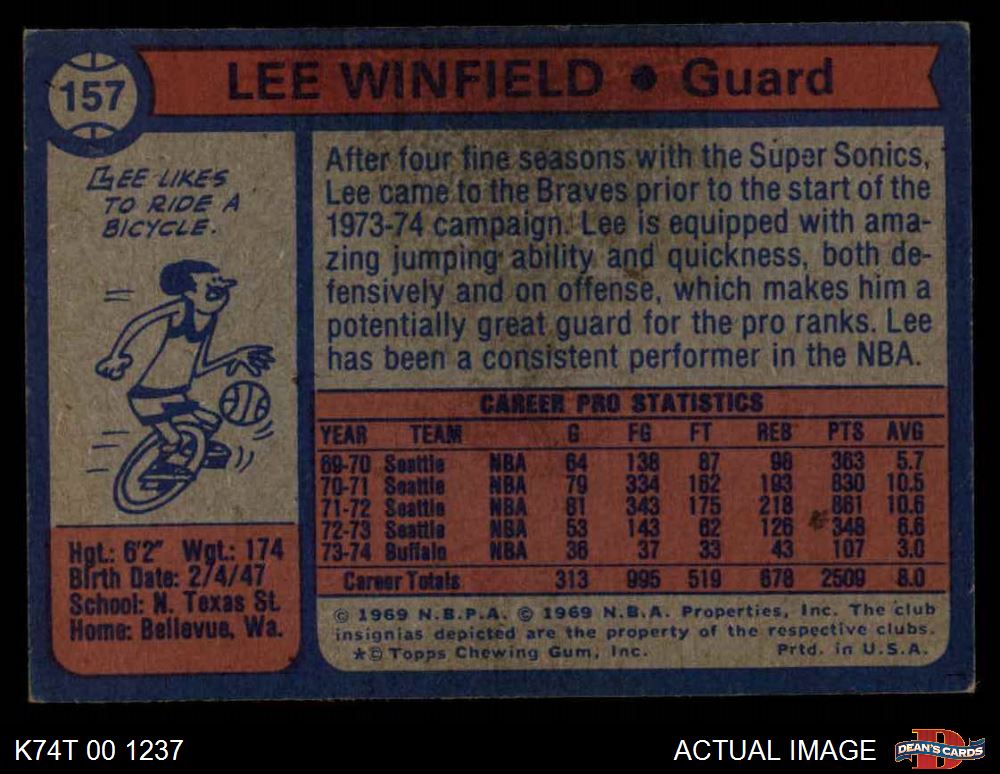 157
LEE WINFIELD • Guard
LEE LIKES
TO RIDE A
BICYCLE.
After four fine seasons with the Super Sonics,
Lee came to the Braves prior to the start of the
1973-74 campaign. Lee is equipped with ama-
zing jumping ability and quickness, both de-
fensively and on offense, which makes him a
potentially great guard for the pro ranks. Lee
has been a consistent performer in the NBA.
CAREER PRO STATISTICS
YEAR TEAM G FG FT REB PTS AVG
69-70 Seattle NBA 64 138 87 98 363 5.7
70-71 Seattle NBA 79 334 162 193 830 10.5
71-72 Seattle NBA 81 343 175 218 861 10.6
72-73 Seattle NBA 53 143 62 126 348 6.6
73-74 Buffalo NBA 36 37 33 43 107 3.0
Career Totals 313 995 519 678 2509 8.0
Hgt.: 6'2" Wgt.: 174
Birth Date: 2/4/47
School: N. Texas St.
Home: Bellevue, Wa.
© 1969 N.B.P.A. © 1969 N.B.A. Properties, Inc. The club
insignias depicted are the property of the respective clubs.
*© Topps Chewing Gum, Inc. Prtd. in U.S.A.
K74T 00 1237
ACTUAL IMAGE
D
DEAN'S CARDS